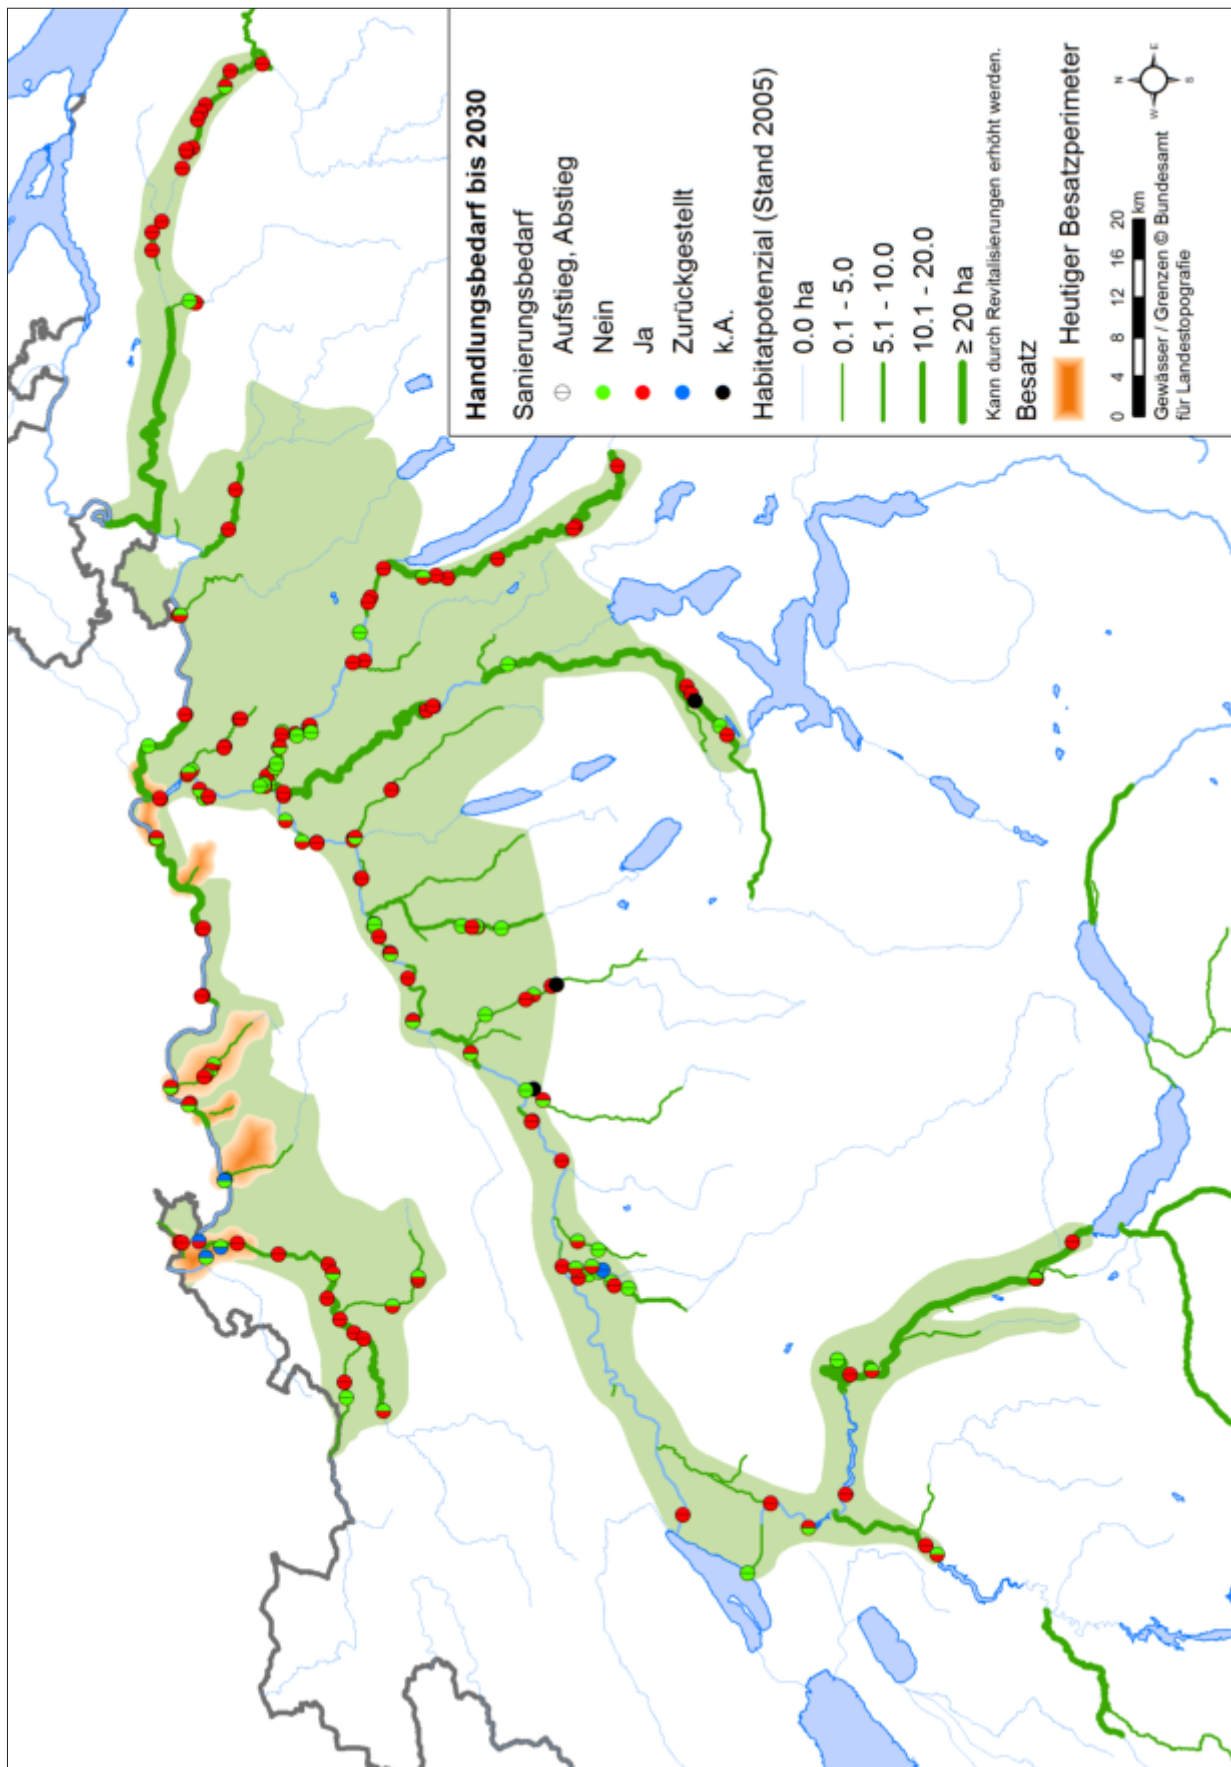 Handlungsbedarf bis 2030
Sanierungsbedarf
Aufstieg, Abstieg
Nein
Ja
Zurückgestellt
k.A.
Habitatpotenzial (Stand 2005)
0.0 ha
0.1 - 5.0
5.1 - 10.0
10.1 - 20.0
≥ 20 ha
Kann durch Revitalisierungen erhöht werden.
Besatz
Heutiger Besatzperimeter
0 4 8 12 16 20
km
Gewässer / Grenzen © Bundesamt
für Landestopografie
N
W E
S